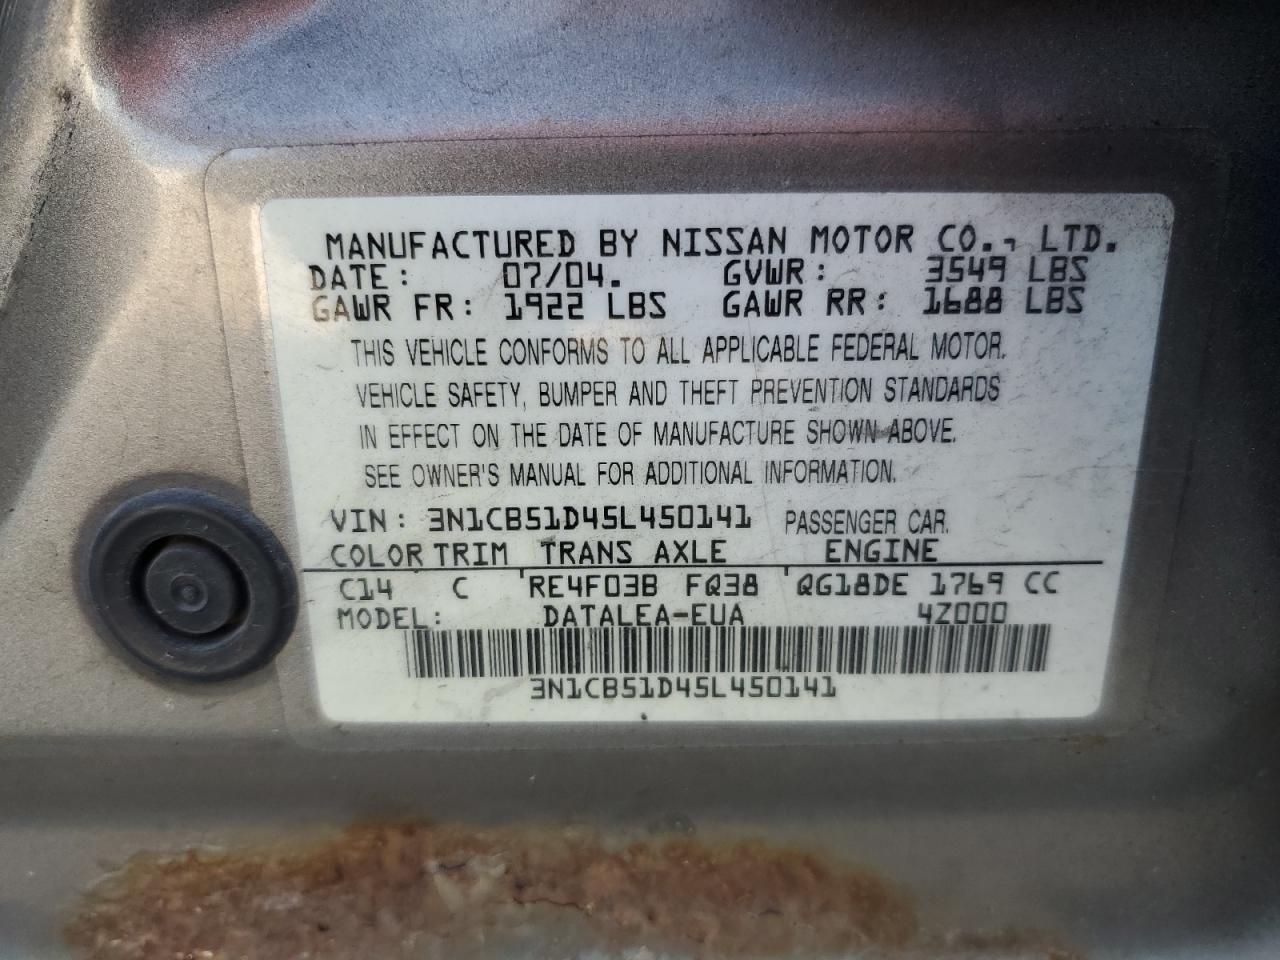 MANUFACTURED BY NISSAN MOTOR CO., LTD.
DATE: 07/04. GVWR: 3549 LBS
GAWR FR: 1922 LBS GAWR RR: 1688 LBS
THIS VEHICLE CONFORMS TO ALL APPLICABLE FEDERAL MOTOR.
VEHICLE SAFETY, BUMPER AND THEFT PREVENTION STANDARDS
IN EFFECT ON THE DATE OF MANUFACTURE SHOWN ABOVE.
SEE OWNER'S MANUAL FOR ADDITIONAL INFORMATION.
VIN: 3N1CB51D45L450141 PASSENGER CAR.
COLOR TRIM TRANS AXLE ENGINE
C14 C RE4F03B FQ38 QG18DE 1769 CC
MODEL: DATALEA-EUA 4Z000
3N1CB51D45L450141